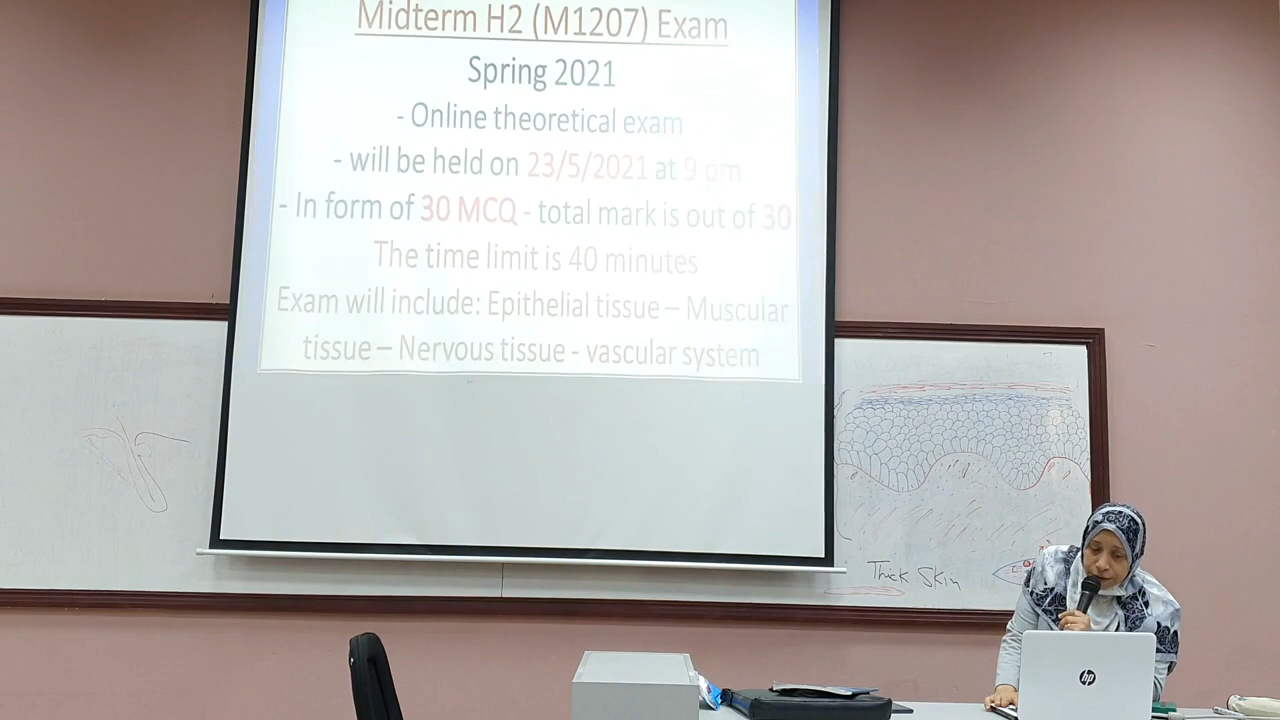 Midterm H2 (M1207) Exam
Spring 2021
- Online theoretical exam
- will be held on 23/5/2021 at 9 pm
- In form of 30 MCQ - total mark is out of 30
The time limit is 40 minutes
Exam will include: Epithelial tissue – Muscular
tissue – Nervous tissue - vascular system
Thick Skin
hp